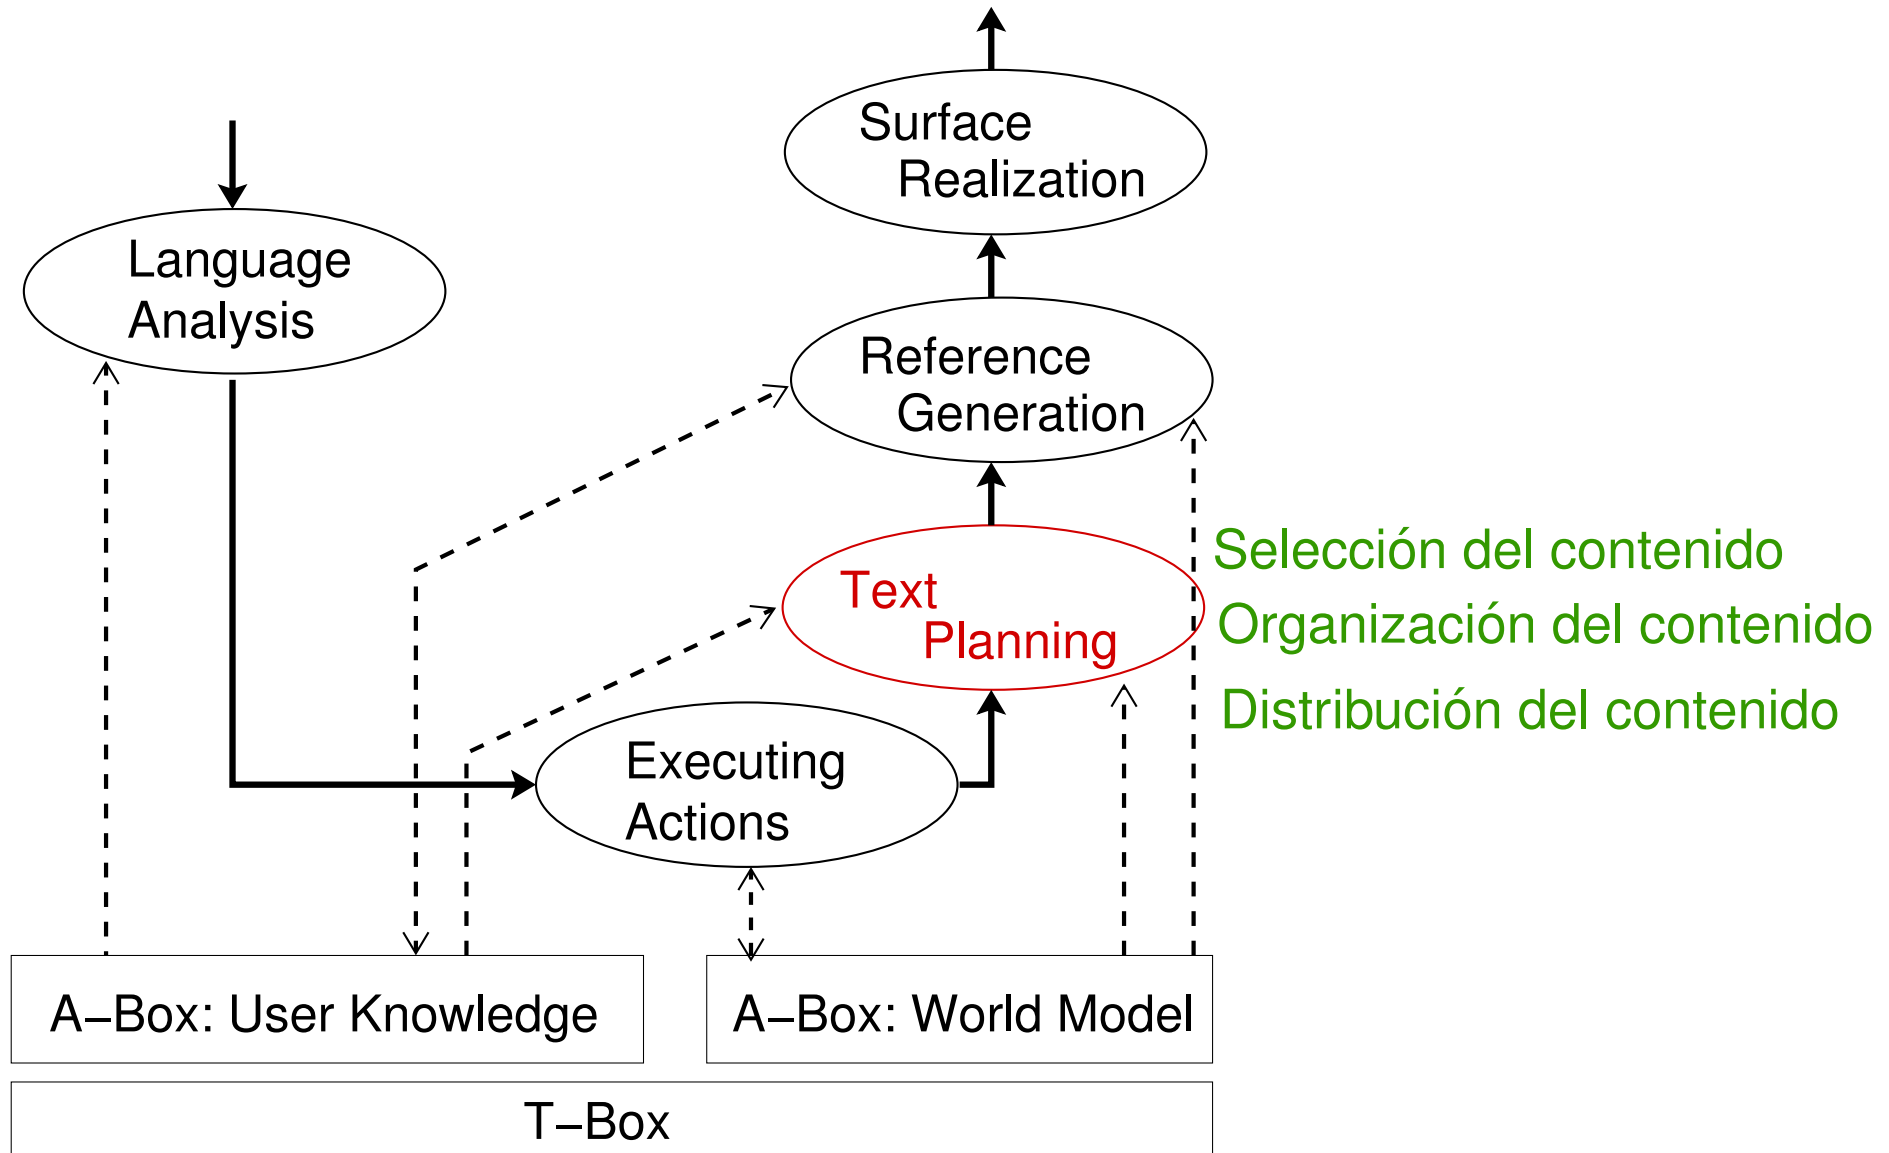 Surface
Realization
Language
Analysis
Reference
Generation
Selección del contenido
Text
Planning
Organización del contenido
Distribución del contenido
Executing
Actions
A−Box: User Knowledge
A−Box: World Model
T−Box